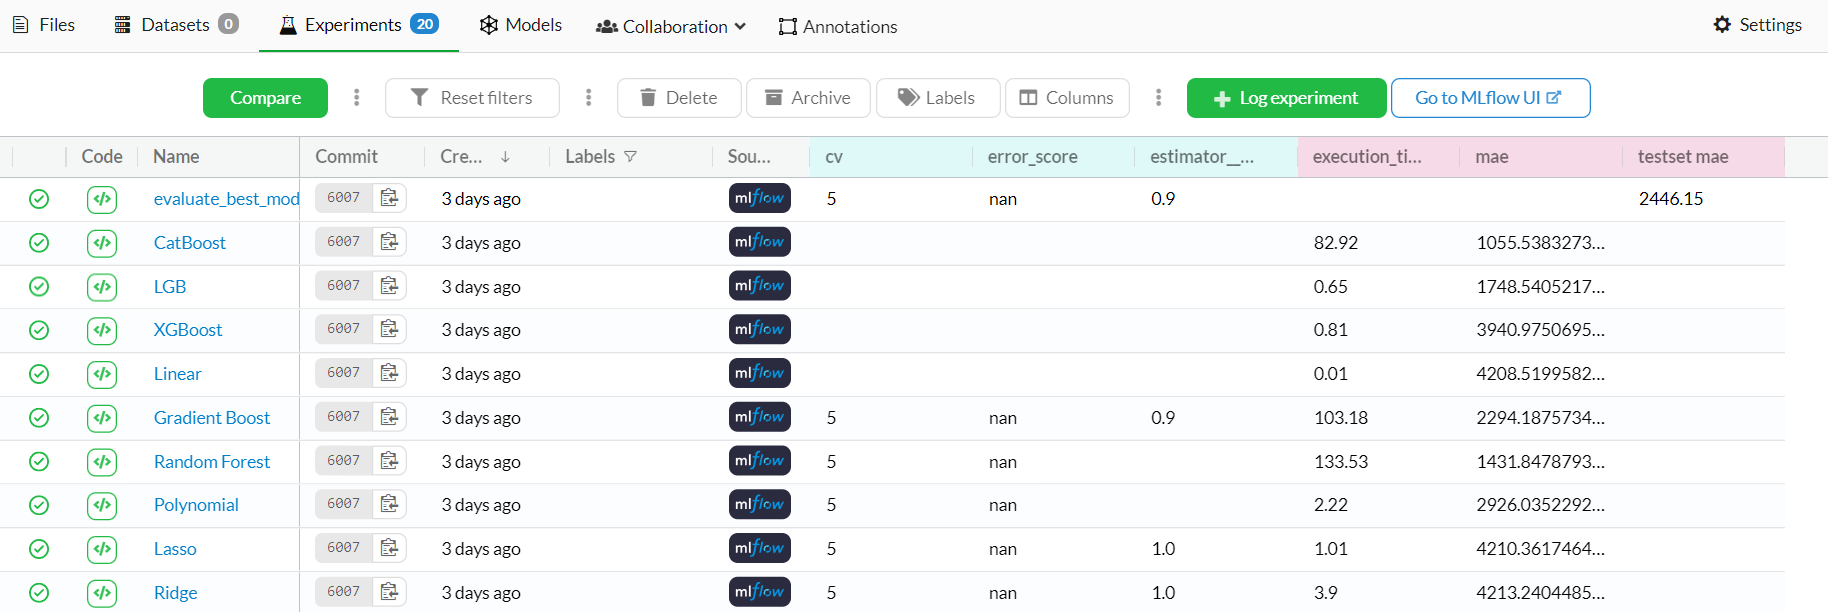 Files Datasets 0 Experiments 20 Models Collaboration Annotations Settings
Compare Reset filters Delete Archive Labels Columns Log experiment Go to MLflow UI
Code Name Commit Cre... Labels Sou... cv error_score estimator__... execution_ti... mae testset mae
</> evaluate_best_mod 6007 3 days ago mlflow 5 nan 0.9 2446.15
</> CatBoost 6007 3 days ago mlflow 82.92 1055.5383273...
</> LGB 6007 3 days ago mlflow 0.65 1748.5405217...
</> XGBoost 6007 3 days ago mlflow 0.81 3940.9750695...
</> Linear 6007 3 days ago mlflow 0.01 4208.5199582...
</> Gradient Boost 6007 3 days ago mlflow 5 nan 0.9 103.18 2294.1875734...
</> Random Forest 6007 3 days ago mlflow 5 nan 133.53 1431.8478793...
</> Polynomial 6007 3 days ago mlflow 5 nan 2.22 2926.0352292...
</> Lasso 6007 3 days ago mlflow 5 nan 1.0 1.01 4210.3617464...
</> Ridge 6007 3 days ago mlflow 5 nan 1.0 3.9 4213.2404485...